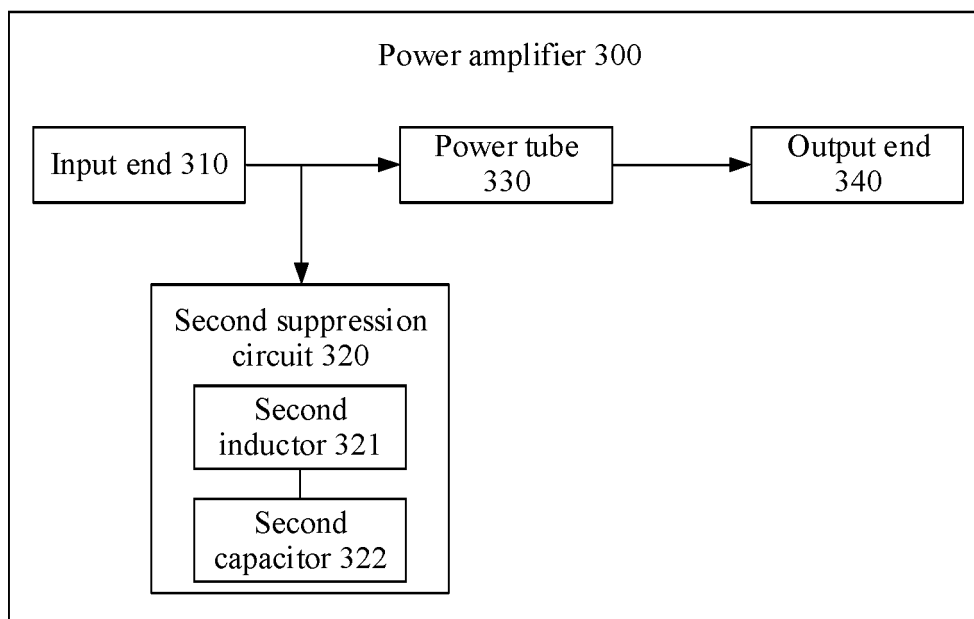 Power amplifier 300
Input end 310
Power tube
330
Output end
340
Second suppression
circuit 320
Second
inductor 321
Second
capacitor 322